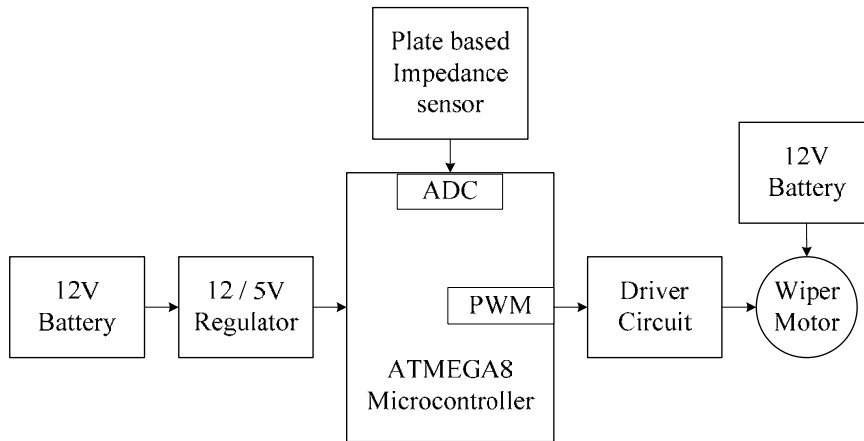 Plate based
Impedance
sensor
ADC
12V
Battery
12V
Battery
12 / 5V
Regulator
PWM
ATMEGA8
Microcontroller
Driver
Circuit
Wiper
Motor